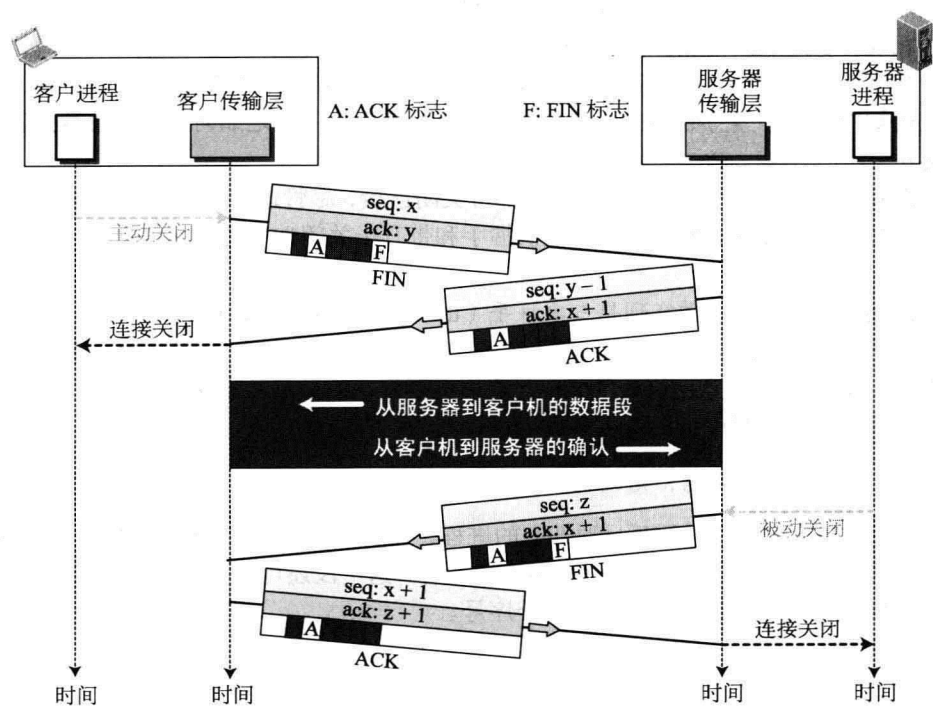 客户进程
客户传输层
A: ACK 标志
F: FIN 标志
服务器
传输层
服务器
进程
主动关闭
seq: x
ack: y
A
F
FIN
seq: y – 1
ack: x + 1
A
ACK
连接关闭
从服务器到客户机的数据段
从客户机到服务器的确认
seq: z
ack: x + 1
A
F
FIN
被动关闭
seq: x + 1
ack: z + 1
A
ACK
连接关闭
时间
时间
时间
时间